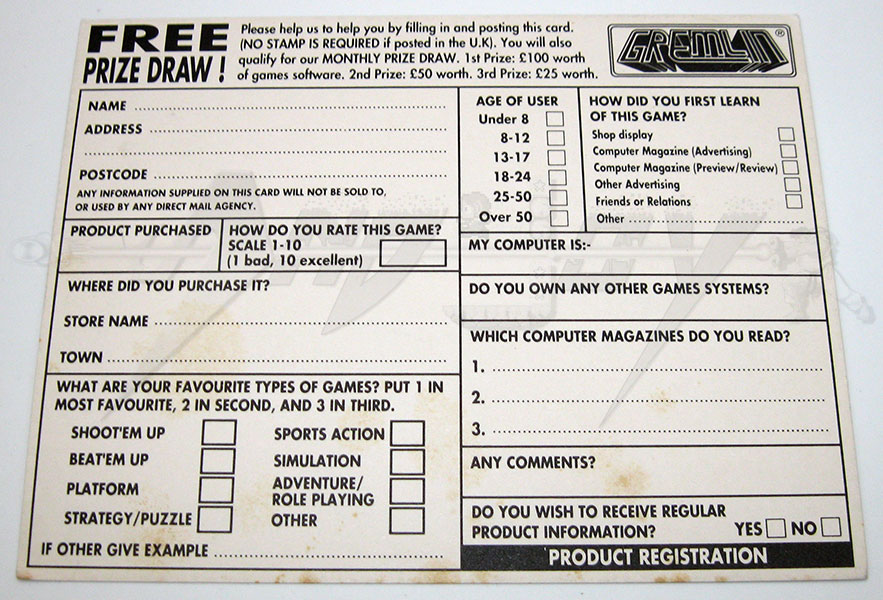 FREE
PRIZE DRAW !
Please help us to help you by filling in and posting this card.
(NO STAMP IS REQUIRED if posted in the U.K). You will also
qualify for our MONTHLY PRIZE DRAW. 1st Prize: £100 worth
of games software. 2nd Prize: £50 worth. 3rd Prize: £25 worth.
GREMLIN®
NAME
ADDRESS
POSTCODE
ANY INFORMATION SUPPLIED ON THIS CARD WILL NOT BE SOLD TO,
OR USED BY ANY DIRECT MAIL AGENCY.
AGE OF USER
Under 8
8-12
13-17
18-24
25-50
Over 50
HOW DID YOU FIRST LEARN
OF THIS GAME?
Shop display
Computer Magazine (Advertising)
Computer Magazine (Preview/Review)
Other Advertising
Friends or Relations
Other
PRODUCT PURCHASED
HOW DO YOU RATE THIS GAME?
SCALE 1-10
(1 bad, 10 excellent)
MY COMPUTER IS:-
WHERE DID YOU PURCHASE IT?
STORE NAME
TOWN
DO YOU OWN ANY OTHER GAMES SYSTEMS?
WHICH COMPUTER MAGAZINES DO YOU READ?
1.
2.
3.
WHAT ARE YOUR FAVOURITE TYPES OF GAMES? PUT 1 IN
MOST FAVOURITE, 2 IN SECOND, AND 3 IN THIRD.
SHOOT'EM UP
BEAT'EM UP
PLATFORM
STRATEGY/PUZZLE
SPORTS ACTION
SIMULATION
ADVENTURE/
ROLE PLAYING
OTHER
IF OTHER GIVE EXAMPLE
ANY COMMENTS?
DO YOU WISH TO RECEIVE REGULAR
PRODUCT INFORMATION? YES NO
PRODUCT REGISTRATION